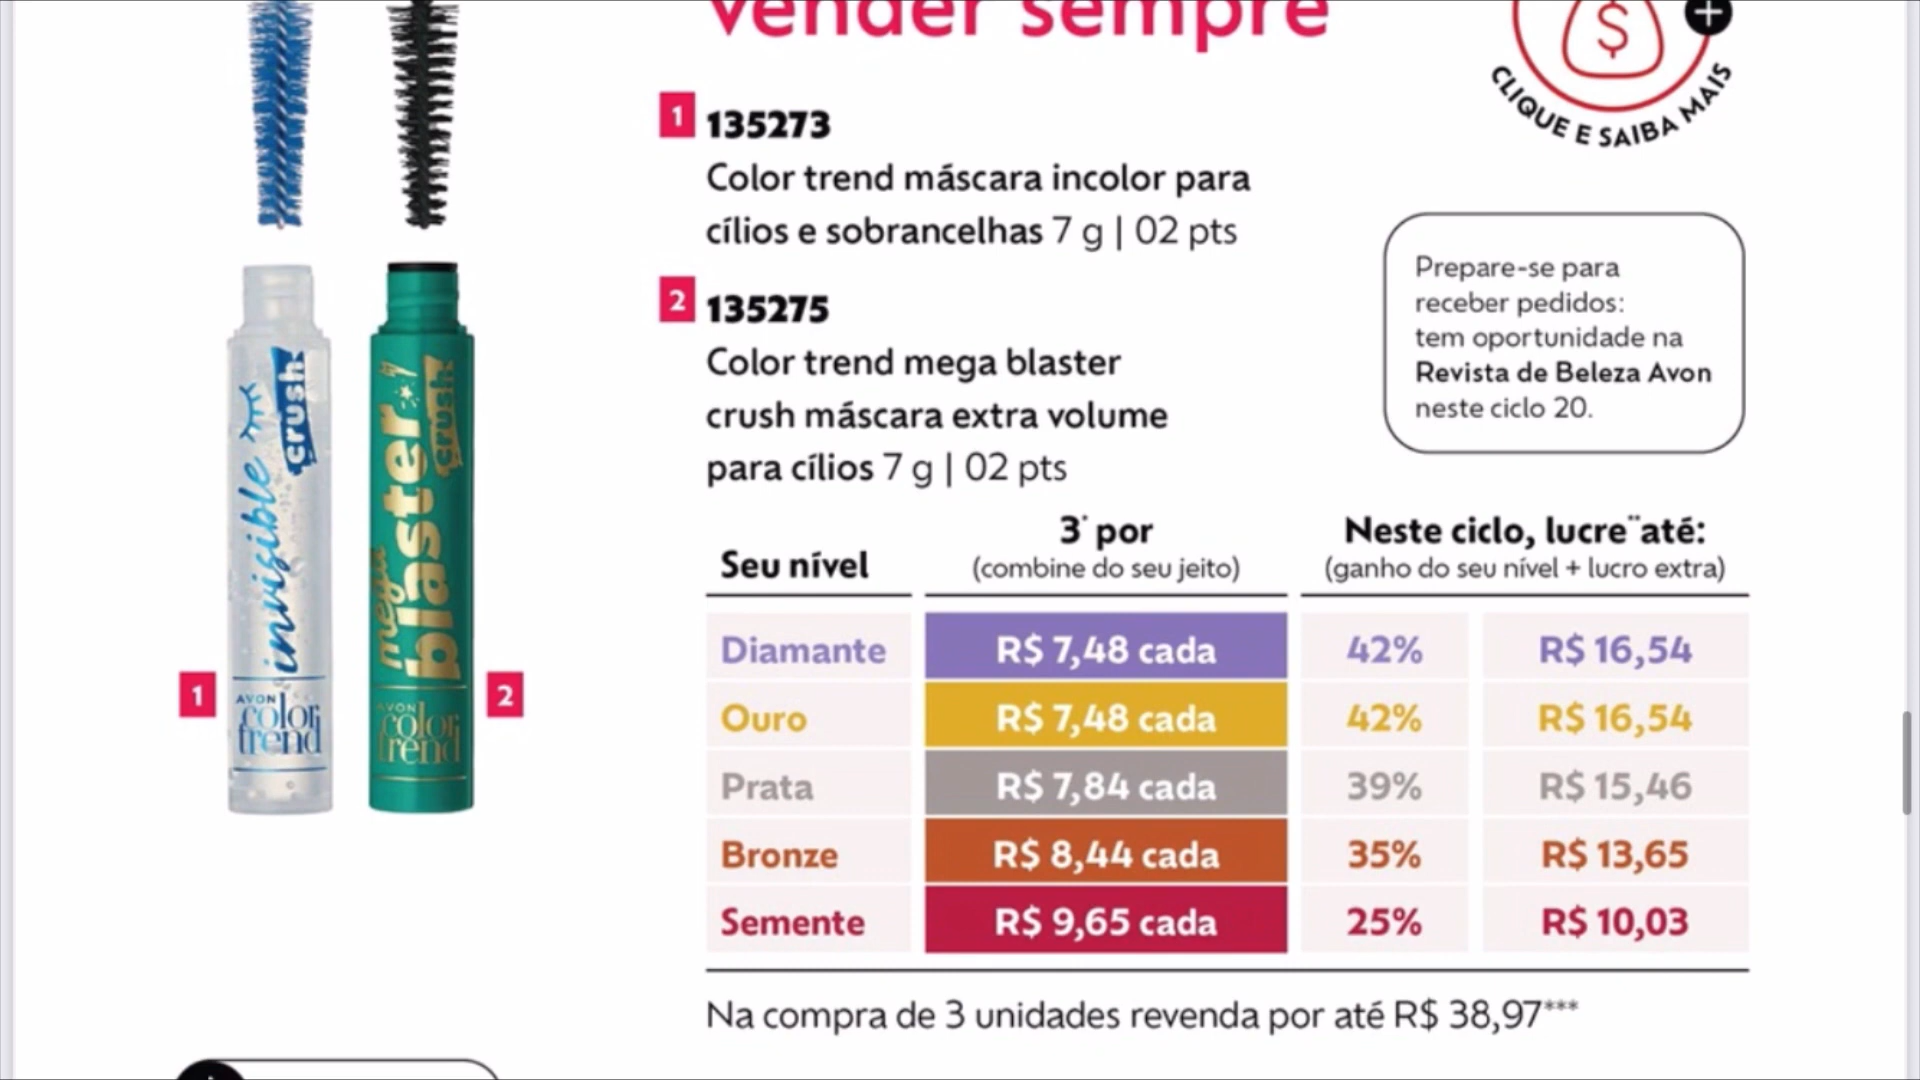 vender sempre
$
+
CLIQUE E SAIBA MAIS
1 135273
Color trend máscara incolor para
cílios e sobrancelhas 7 g | 02 pts
2 135275
Color trend mega blaster
crush máscara extra volume
para cílios 7 g | 02 pts
Prepare-se para
receber pedidos:
tem oportunidade na
Revista de Beleza Avon
neste ciclo 20.
invisible
crush
AVON
color
trend
mega
blaster
crush
AVON
color
trend
1
2
Seu nível
3* por
(combine do seu jeito)
Neste ciclo, lucre**até:
(ganho do seu nível + lucro extra)
Diamante R$ 7,48 cada 42% R$ 16,54
Ouro R$ 7,48 cada 42% R$ 16,54
Prata R$ 7,84 cada 39% R$ 15,46
Bronze R$ 8,44 cada 35% R$ 13,65
Semente R$ 9,65 cada 25% R$ 10,03
Na compra de 3 unidades revenda por até R$ 38,97***